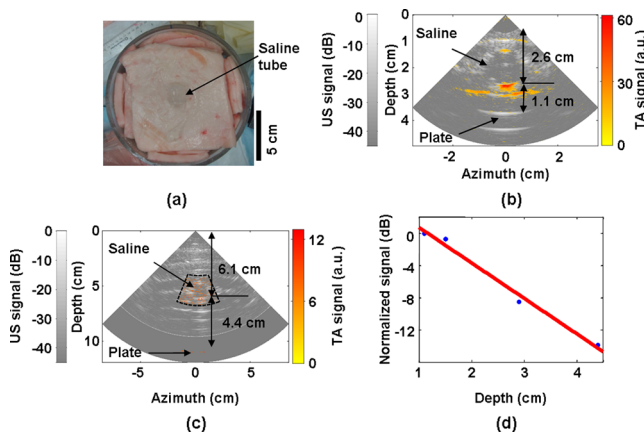 Saline
tube
5 cm
(a)
US signal (dB)
0
-10
-20
-30
-40
Depth (cm)
0
1
2
3
4
5
-2
0
2
Azimuth (cm)
Saline
Plate
2.6 cm
1.1 cm
TA signal (a.u.)
60
30
0
(b)
US signal (dB)
0
-10
-20
-30
-40
Depth (cm)
0
5
10
12
-5
0
5
Azimuth (cm)
Saline
Plate
6.1 cm
4.4 cm
TA signal (a.u.)
12
6
0
(c)
Normalized signal (dB)
0
-4
-8
-12
1
2
3
4
Depth (cm)
(d)